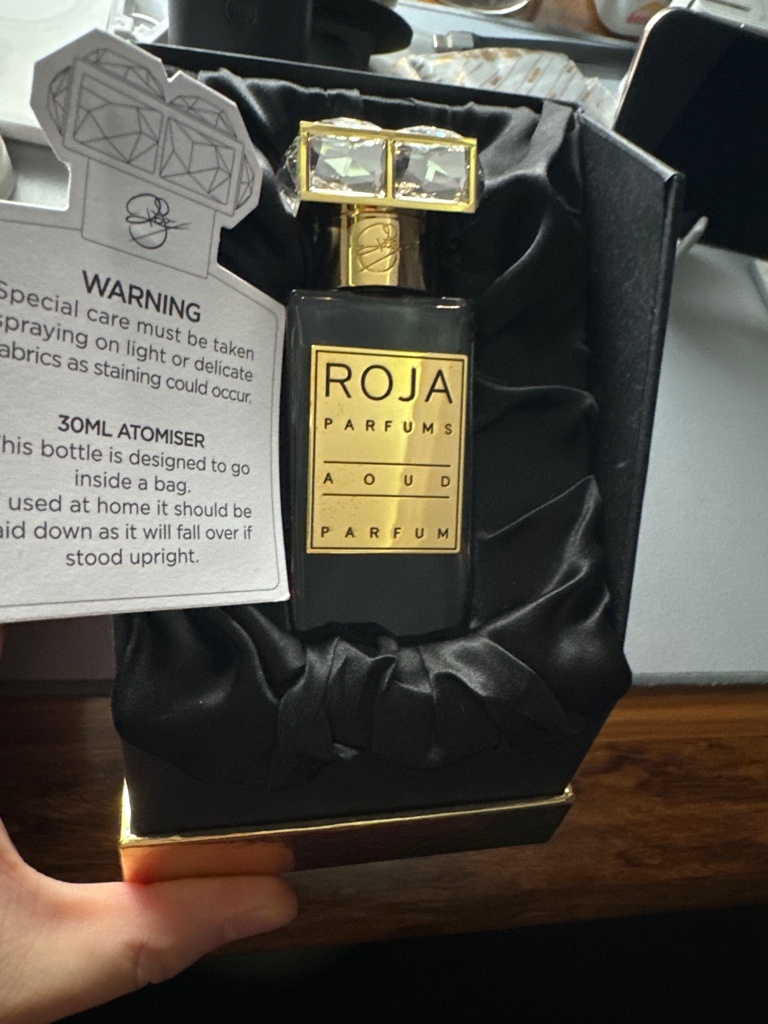 WARNING
Special care must be taken
spraying on light or delicate
abrics as staining could occur.
30ML ATOMISER
his bottle is designed to go
inside a bag.
used at home it should be
aid down as it will fall over if
stood upright.
ROJA
PARFUMS
AOUD
PARFUM